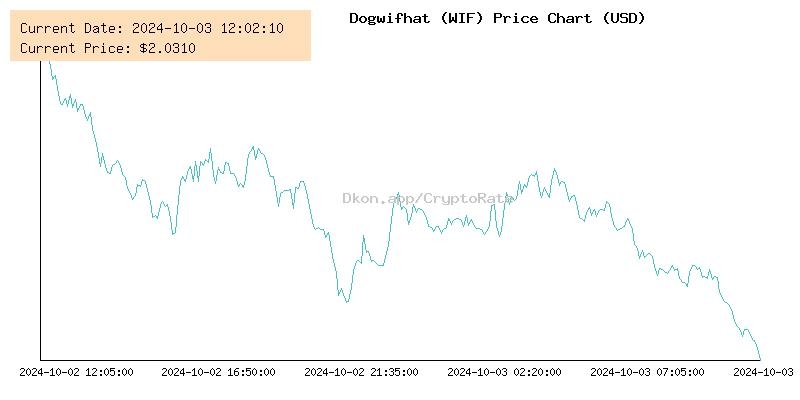 Dogwifhat (WIF) Price Chart (USD)
Current Date: 2024-10-03 12:02:10
Current Price: $2.0310
Dkon.app/CryptoRate
2024-10-02 12:05:00 2024-10-02 16:50:00 2024-10-02 21:35:00 2024-10-03 02:20:00 2024-10-03 07:05:00 2024-10-03